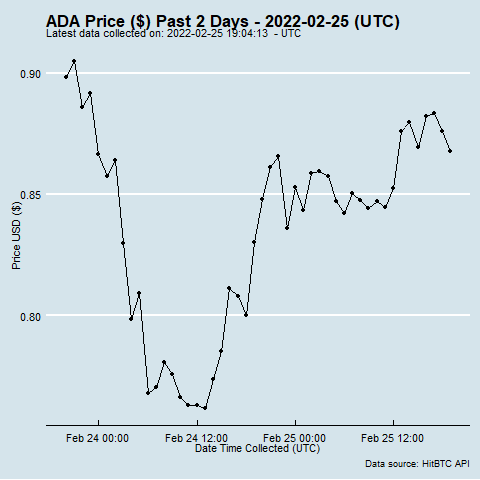 ADA Price ($) Past 2 Days - 2022-02-25 (UTC)
Latest data collected on: 2022-02-25 19:04:13 - UTC
0.90
0.85
0.80
Price USD ($)
Feb 24 00:00 Feb 24 12:00 Feb 25 00:00 Feb 25 12:00
Date Time Collected (UTC)
Data source: HitBTC API